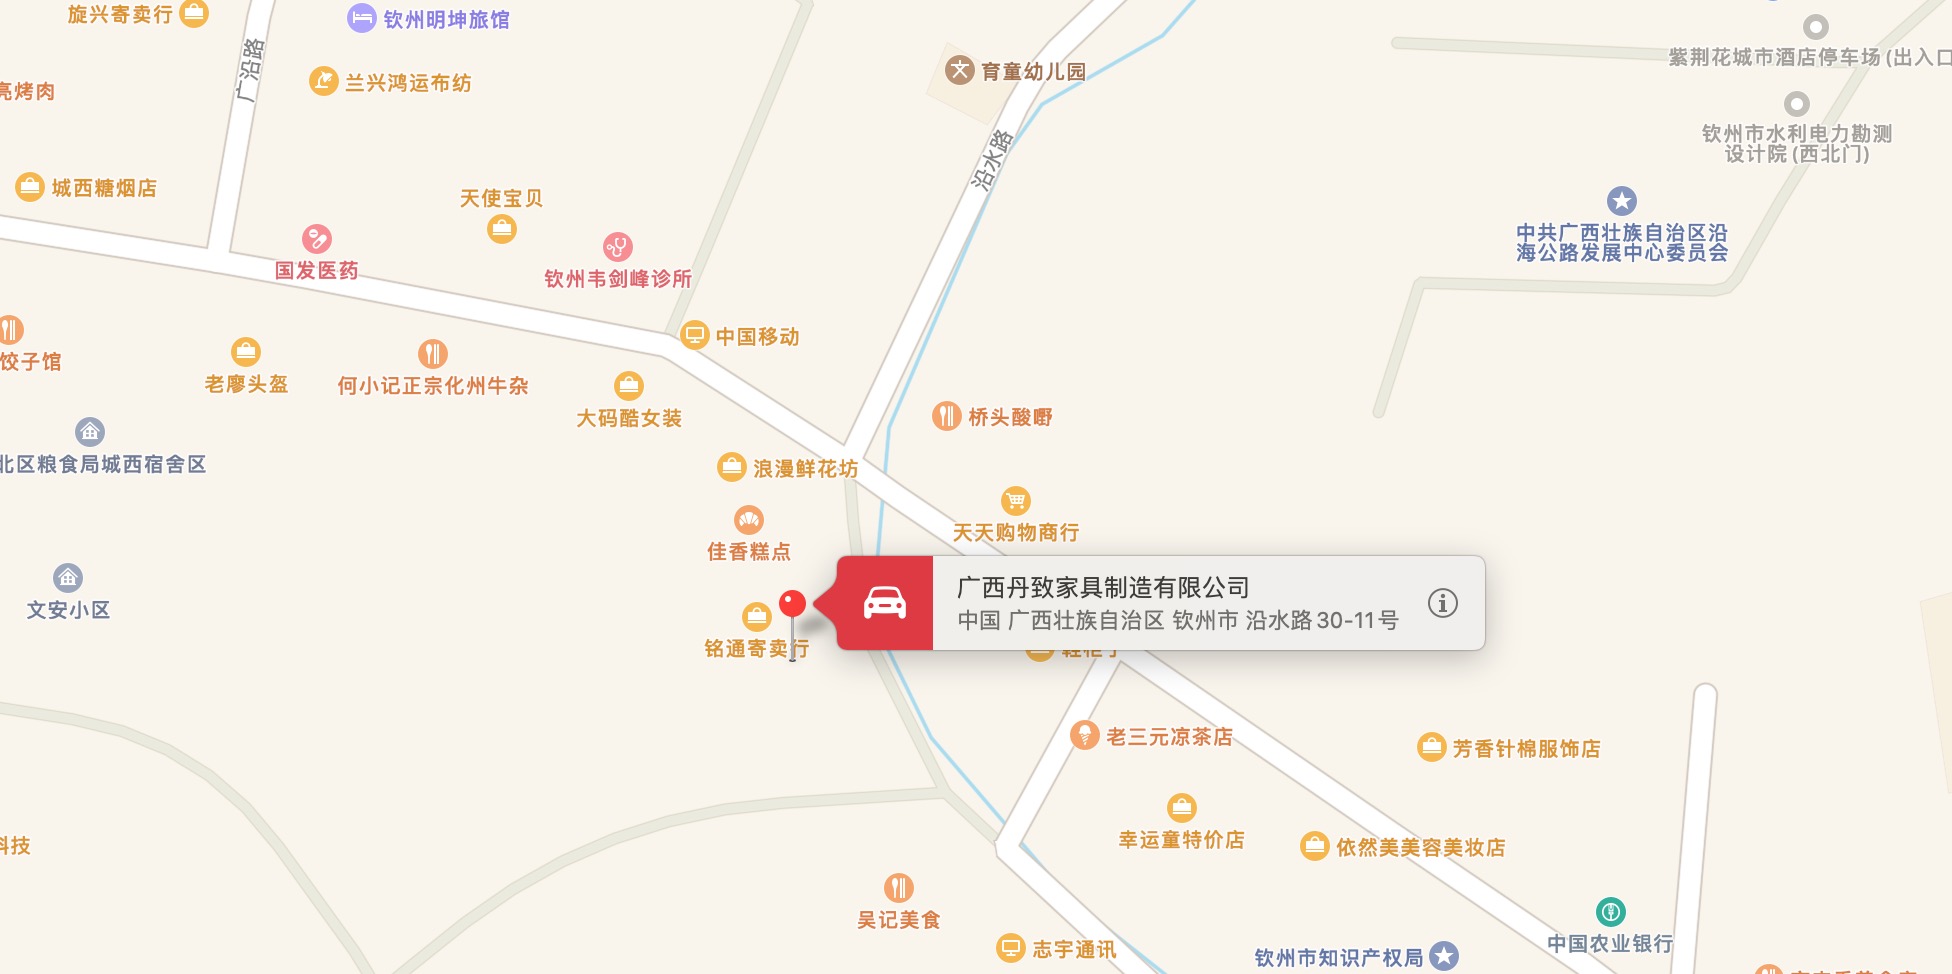 旋兴寄卖行
钦州明坤旅馆
广沿路
兰兴鸿运布纺
亮烤肉
育童幼儿园
紫荆花城市酒店停车场(出入口
钦州市水利电力勘测
设计院(西北门)
沿水路
城西糖烟店
天使宝贝
中共广西壮族自治区沿
海公路发展中心委员会
国发医药
钦州韦剑峰诊所
中国移动
饺子馆
老廖头盔
何小记正宗化州牛杂
大码酷女装
桥头酸嘢
北区粮食局城西宿舍区
浪漫鲜花坊
天天购物商行
佳香糕点
广西丹致家具制造有限公司
中国 广西壮族自治区 钦州市 沿水路30-11号
文安小区
铭通寄卖行
老三元凉茶店
芳香针棉服饰店
幸运童特价店
依然美美容美妆店
科技
吴记美食
志宇通讯
钦州市知识产权局
中国农业银行